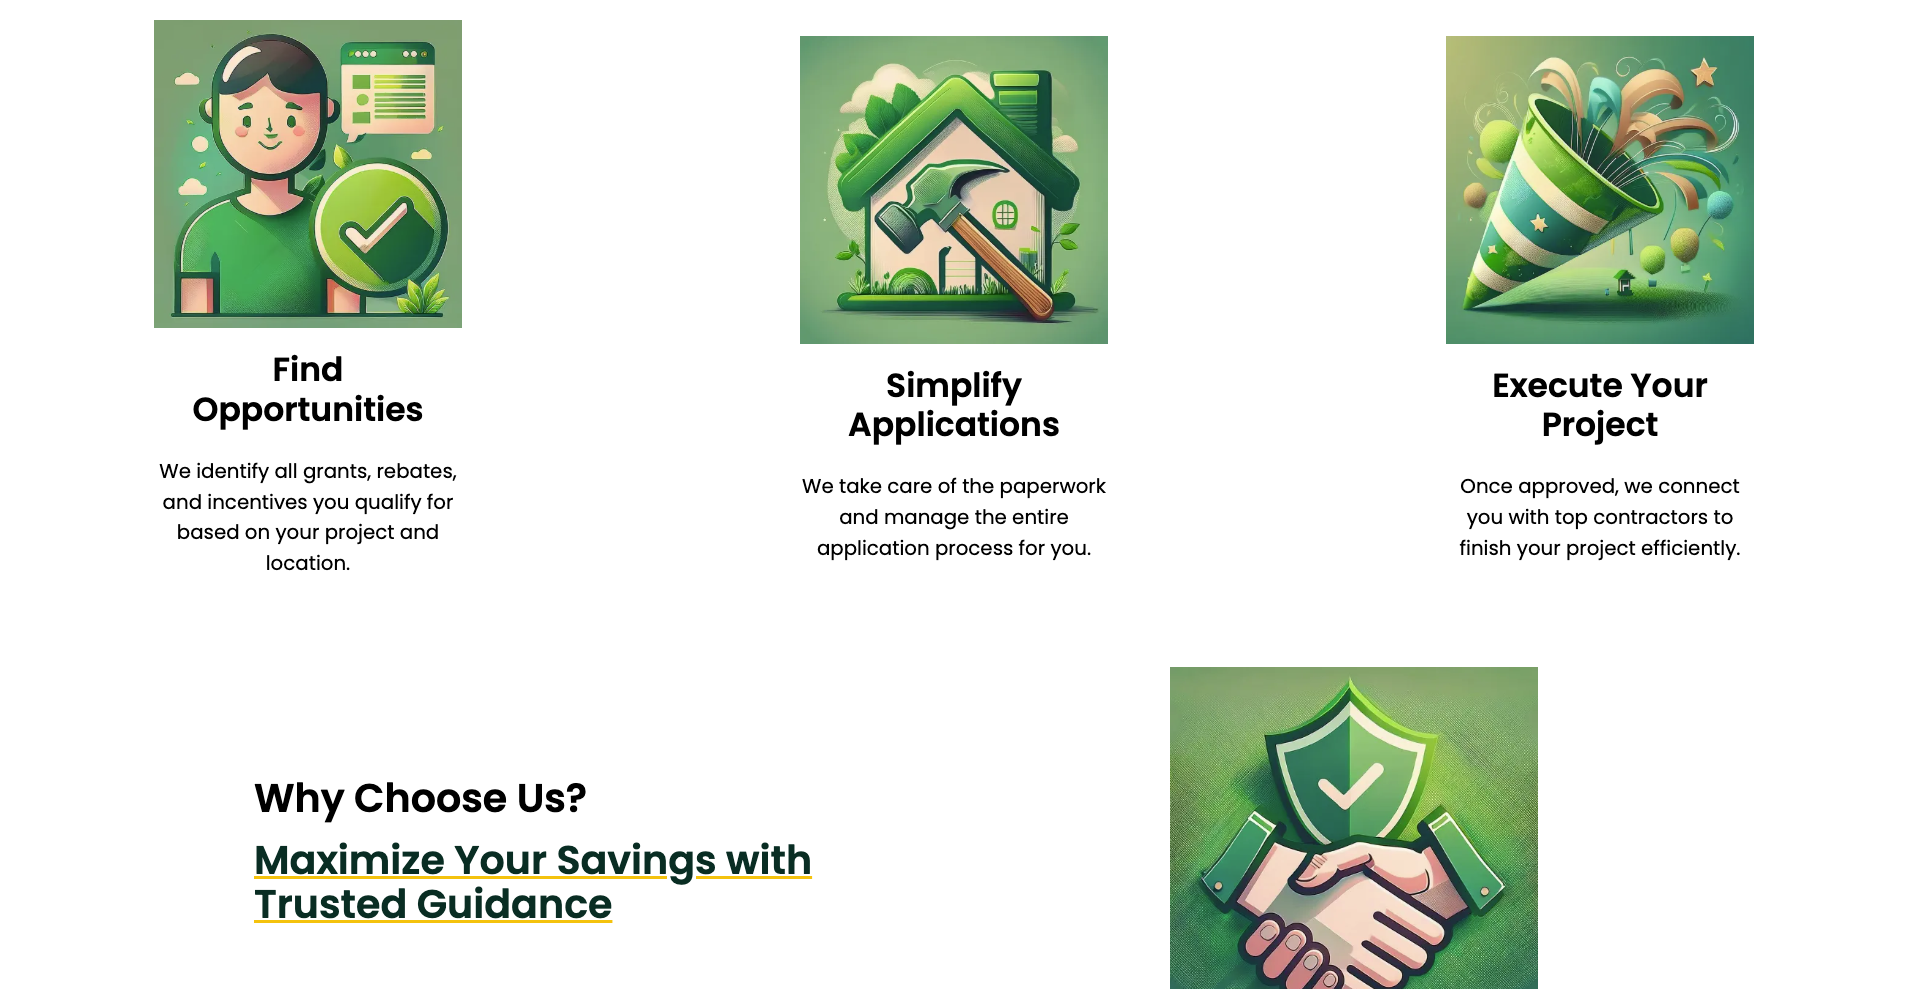 Find
Opportunities
We identify all grants, rebates,
and incentives you qualify for
based on your project and
location.
Simplify
Applications
We take care of the paperwork
and manage the entire
application process for you.
Execute Your
Project
Once approved, we connect
you with top contractors to
finish your project efficiently.
Why Choose Us?
Maximize Your Savings with
Trusted Guidance